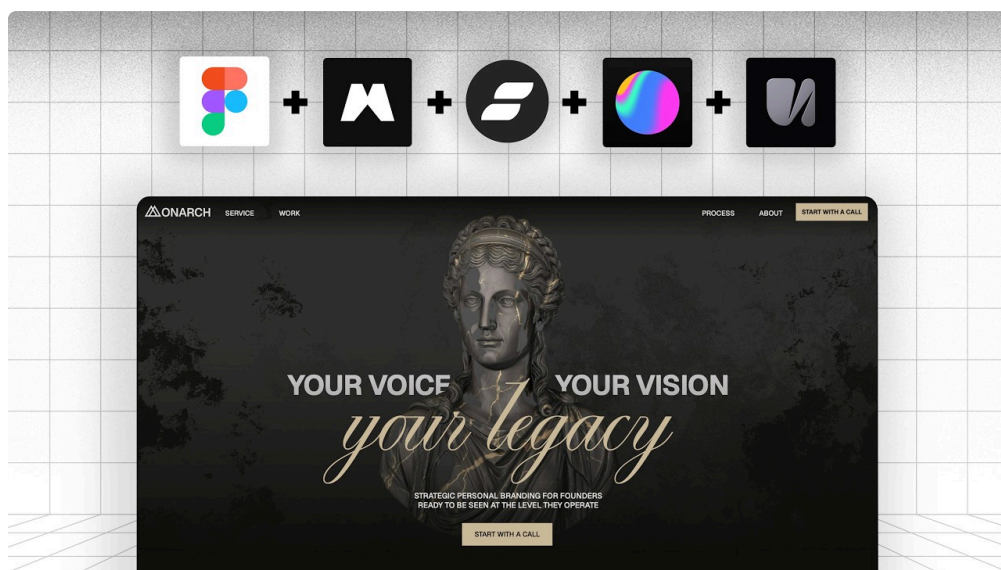 MONARCH SERVICE WORK PROCESS ABOUT START WITH A CALL
YOUR VOICE YOUR VISION
your legacy
STRATEGIC PERSONAL BRANDING FOR FOUNDERS
READY TO BE SEEN AT THE LEVEL THEY OPERATE
START WITH A CALL